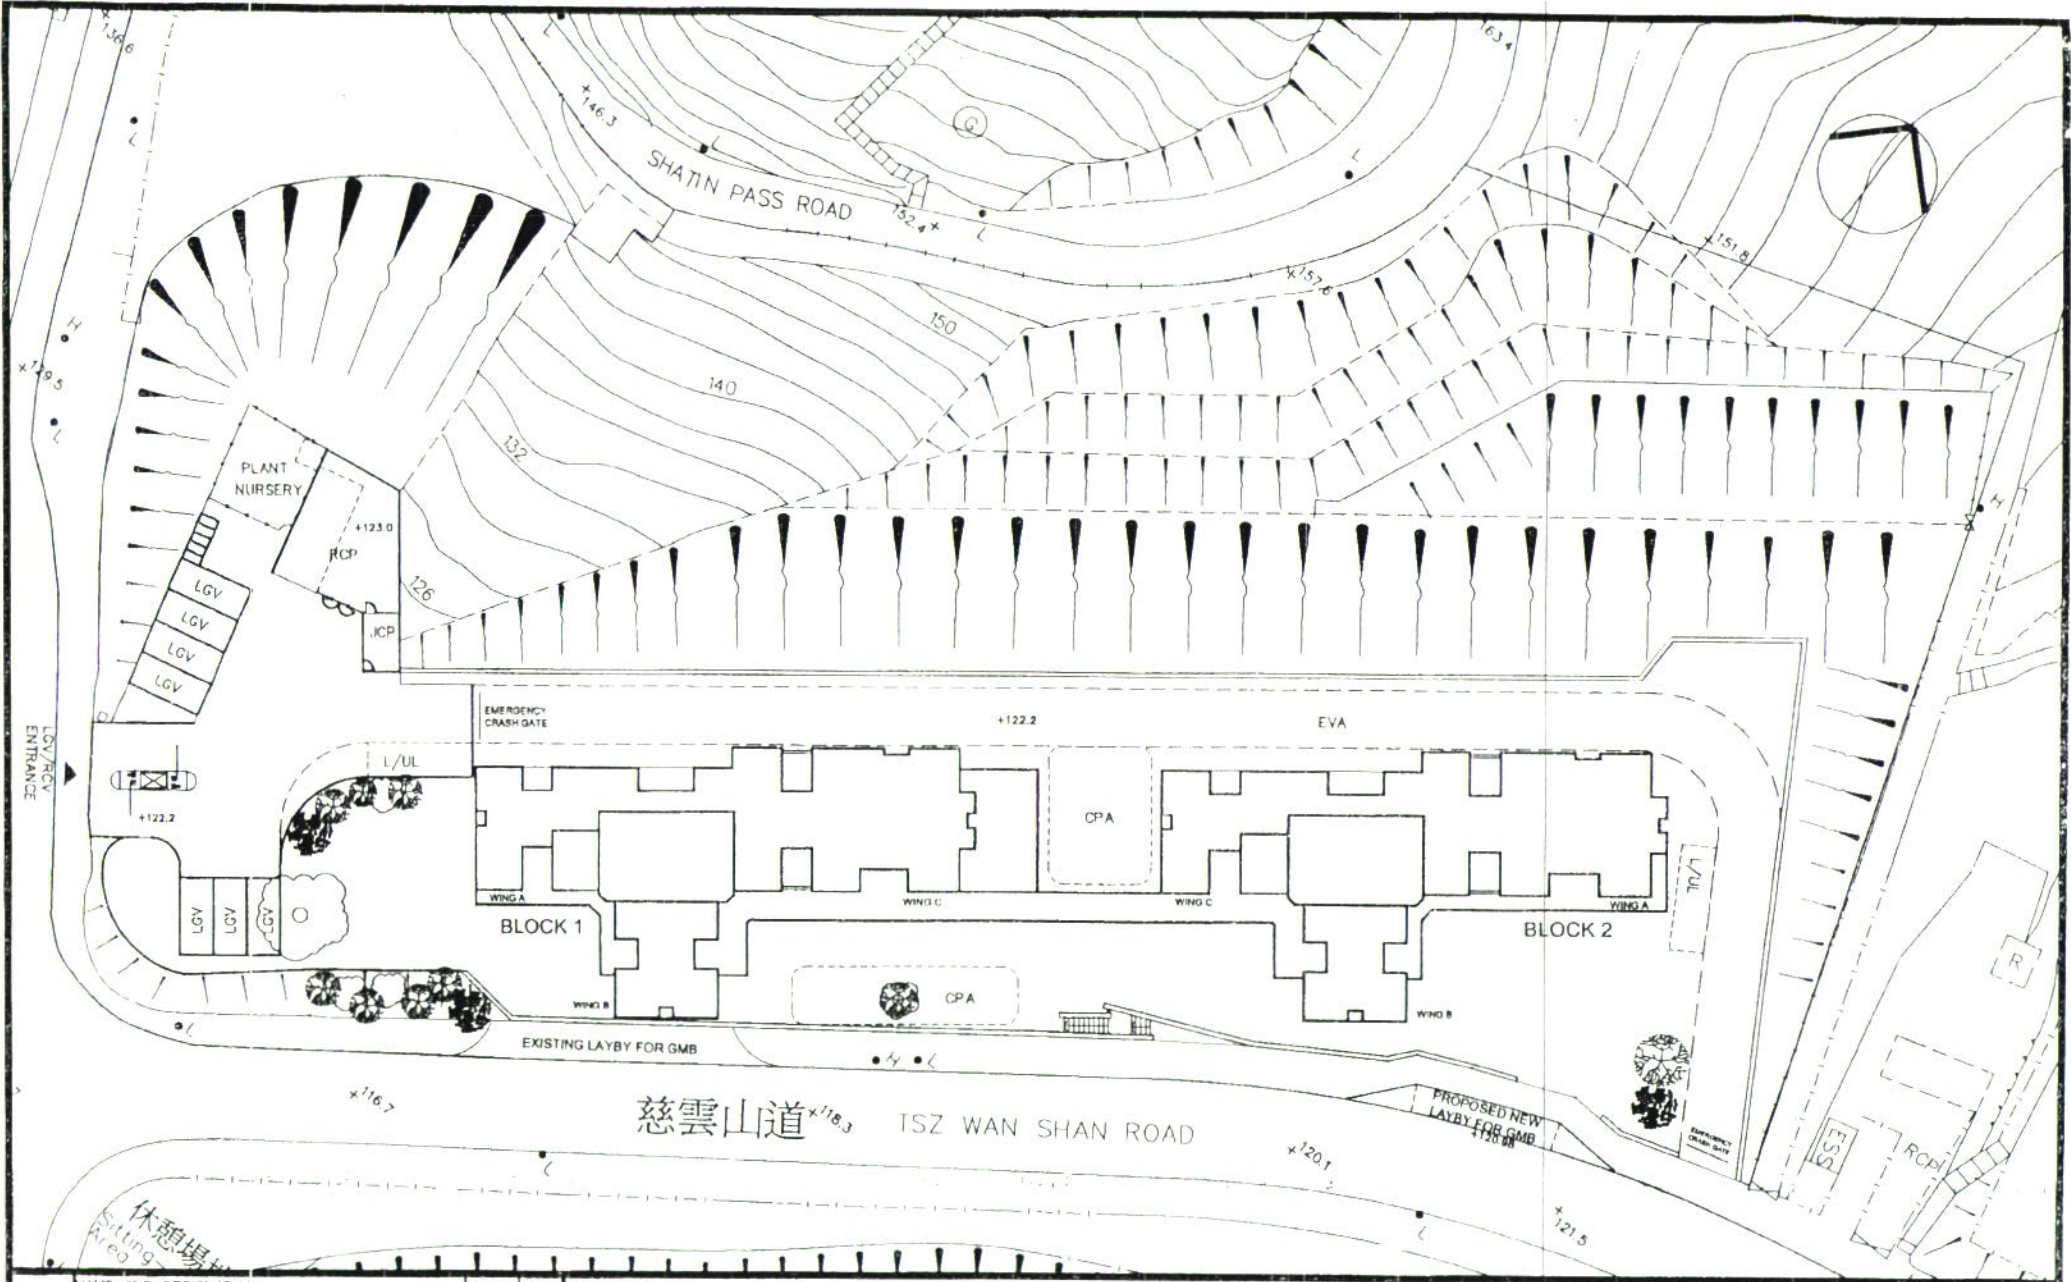 136.6
L
L
146.3
L
SHATIN PASS ROAD
G
152.4
L
163.4
L
157.6
151.8
H
129.5
L
150
140
132
126
PLANT
NURSERY
+123.0
RCP
JCP
LGV
LGV
LGV
LGV
H
EMERGENCY
CRASH GATE
+122.2
EVA
LGV/RCV
ENTRANCE
L/UL
+122.2
CPA
L/UL
LGV
LGV
LGV
WING A
WING C
WING C
WING A
BLOCK 1
BLOCK 2
R
WING B
CPA
WING B
L
EXISTING LAYBY FOR GMB
H
L
116.7
慈雲山道
118.3
TSZ WAN SHAN ROAD
PROPOSED NEW
LAYBY FOR GMB
EMERGENCY
CRASH GATE
ESS
RCP
120.1
L
L
121.5
休憩場
Sitting
Area